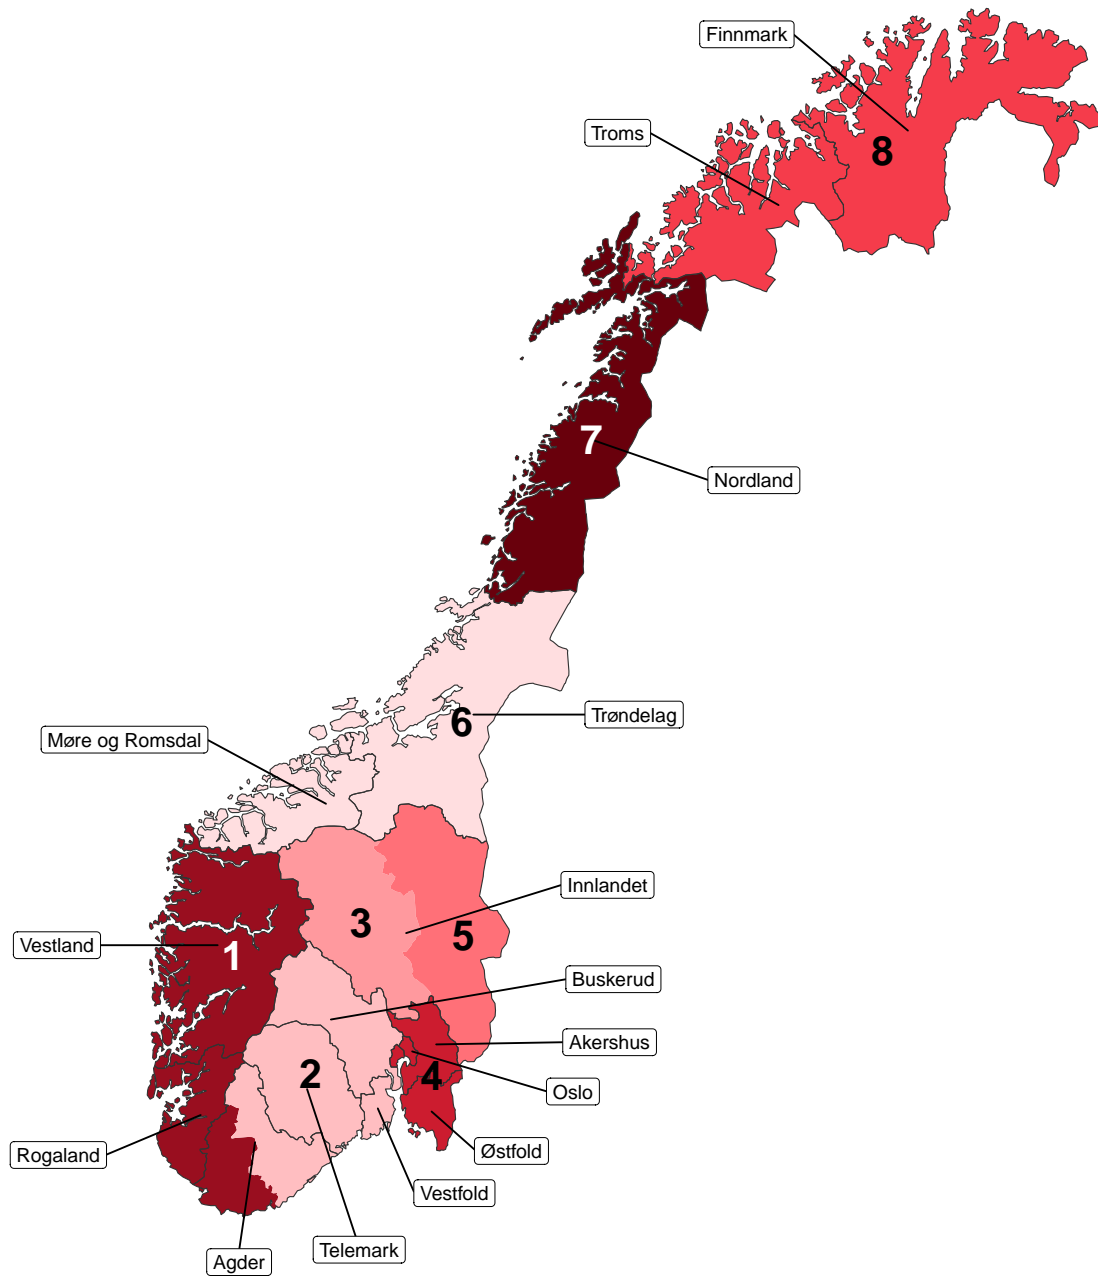 Finnmark
Troms
8
7
Nordland
6
Trøndelag
Møre og Romsdal
Innlandet
3
5
Vestland
1
Buskerud
Akershus
2
4
Oslo
Rogaland
Østfold
Vestfold
Telemark
Agder